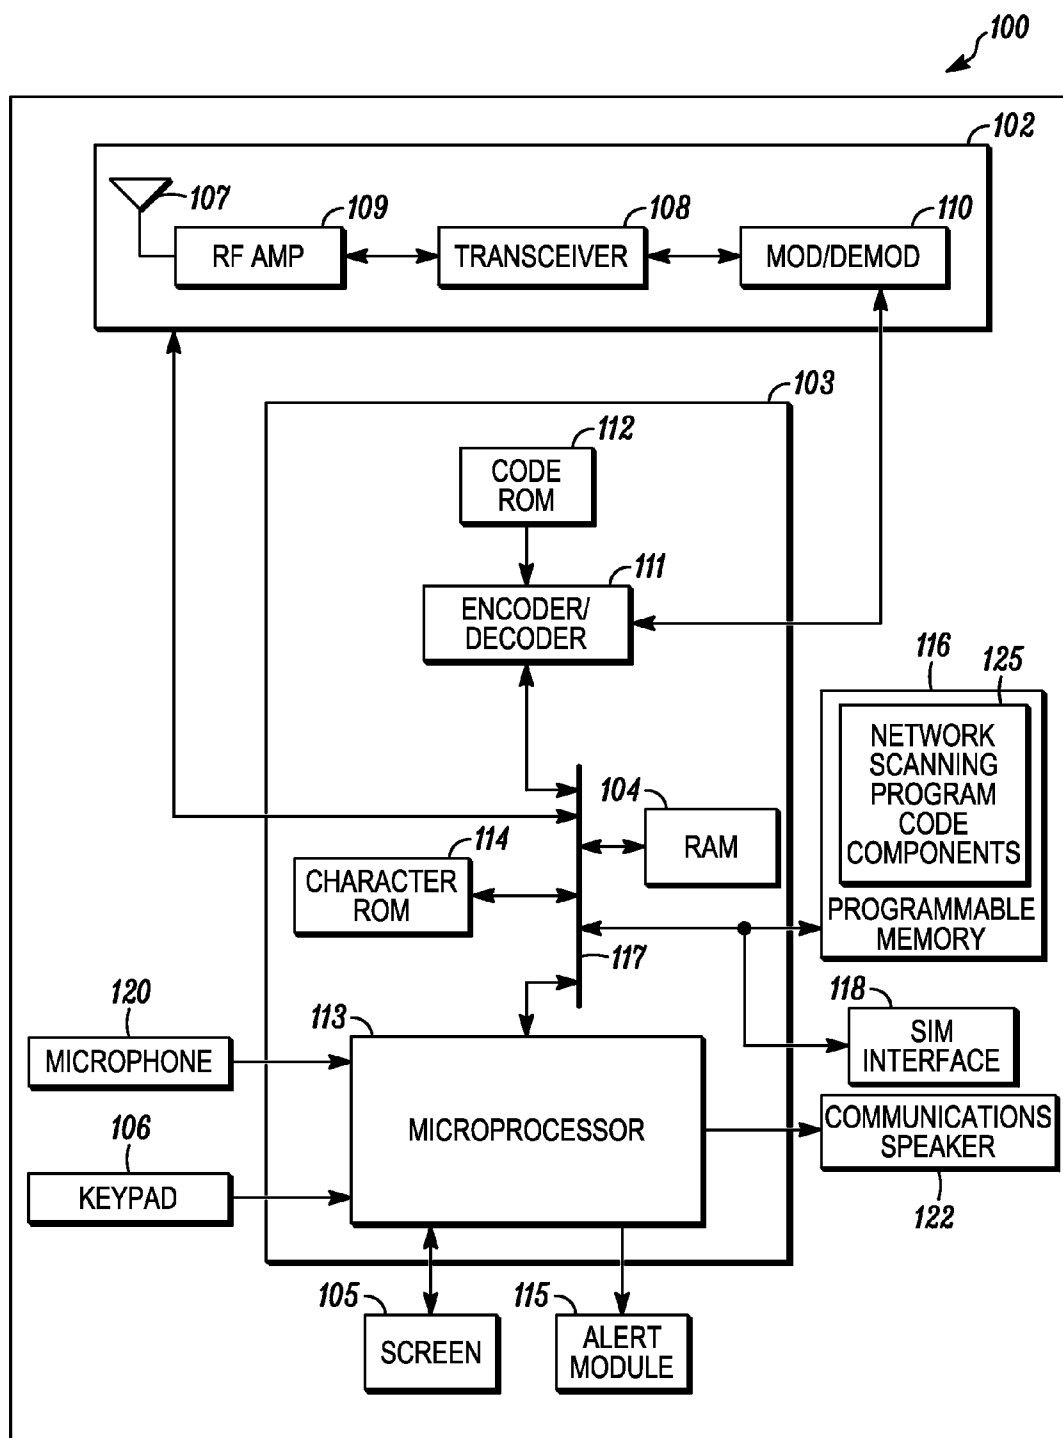 100
102
107
109
108
110
RF AMP
TRANSCEIVER
MOD/DEMOD
103
112
CODE
ROM
111
ENCODER/
DECODER
116
125
NETWORK
SCANNING
PROGRAM
CODE
COMPONENTS
PROGRAMMABLE
MEMORY
104
RAM
114
CHARACTER
ROM
117
120
MICROPHONE
113
MICROPROCESSOR
118
SIM
INTERFACE
COMMUNICATIONS
SPEAKER
122
106
KEYPAD
105
SCREEN
115
ALERT
MODULE